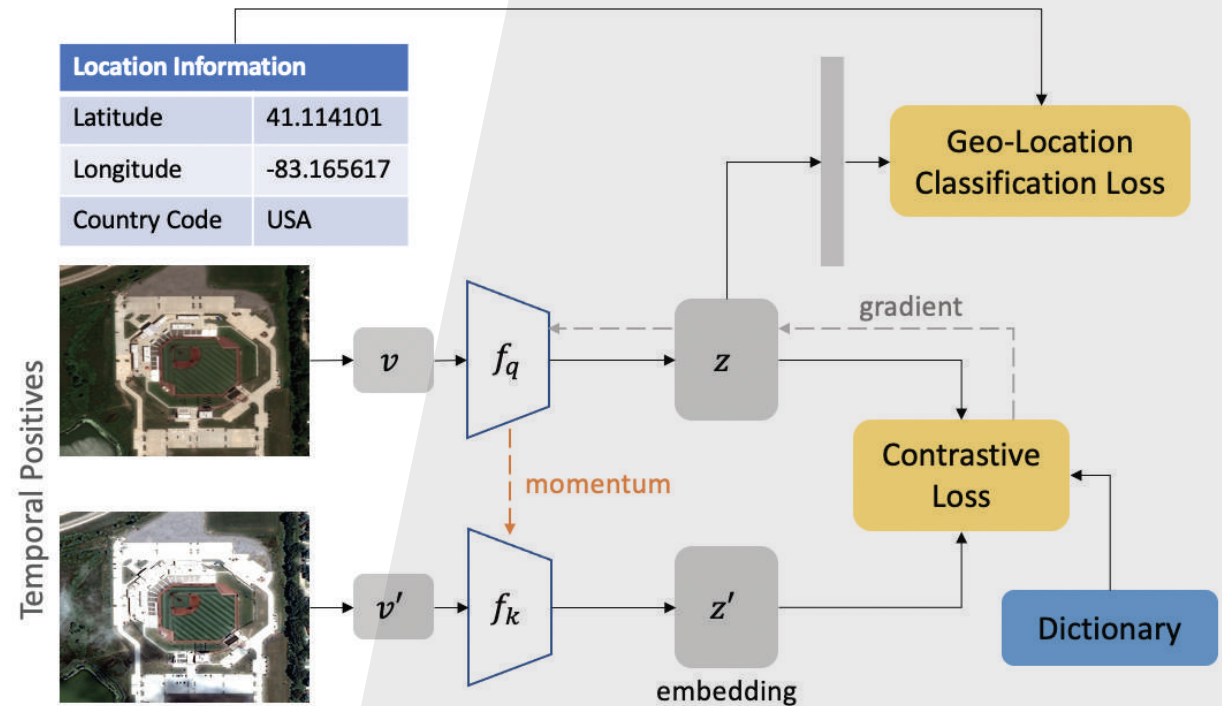 Location Information
Latitude 41.114101
Longitude -83.165617
Country Code USA
Geo-Location
Classification Loss
Temporal Positives
v
f_q
z
gradient
momentum
Contrastive
Loss
v'
f_k
z'
embedding
Dictionary